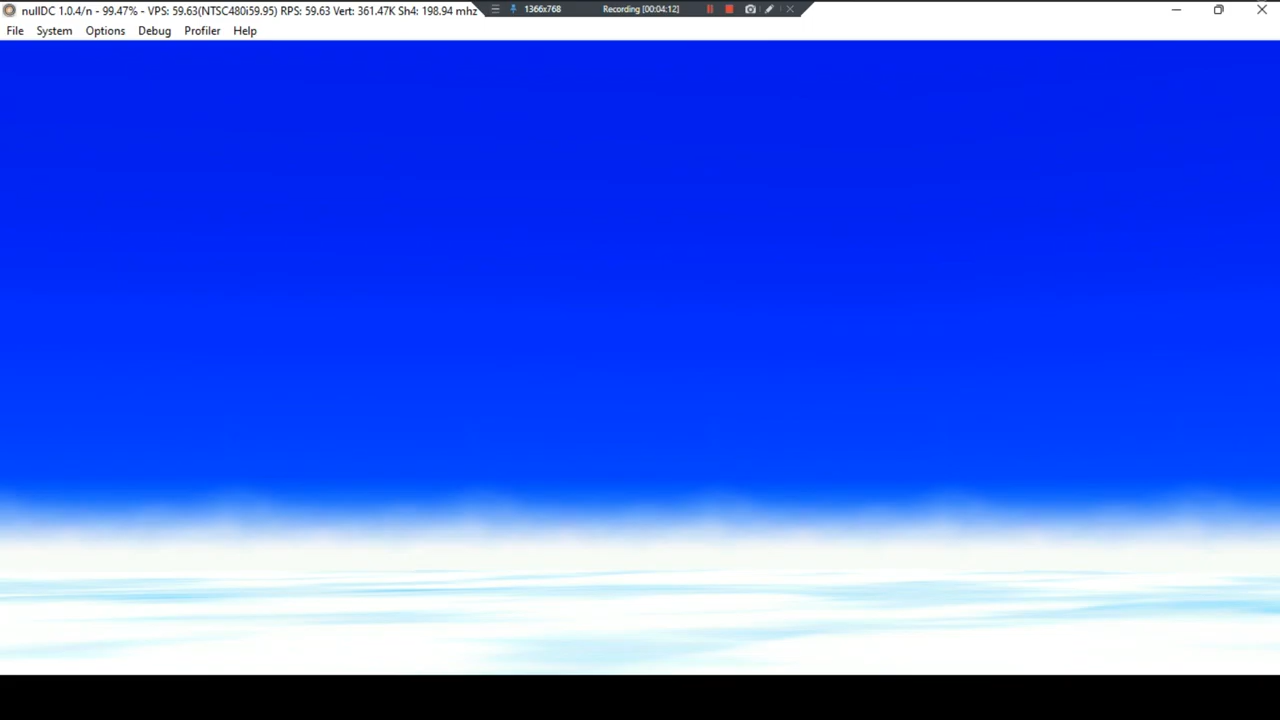 nullDC 1.0.4/n - 99.47% - VPS: 59.63(NTSC480i59.95) RPS: 59.63 Vert: 361.47K Sh4: 198.94 mhz
1366x768 Recording [00:04:12]
File System Options Debug Profiler Help